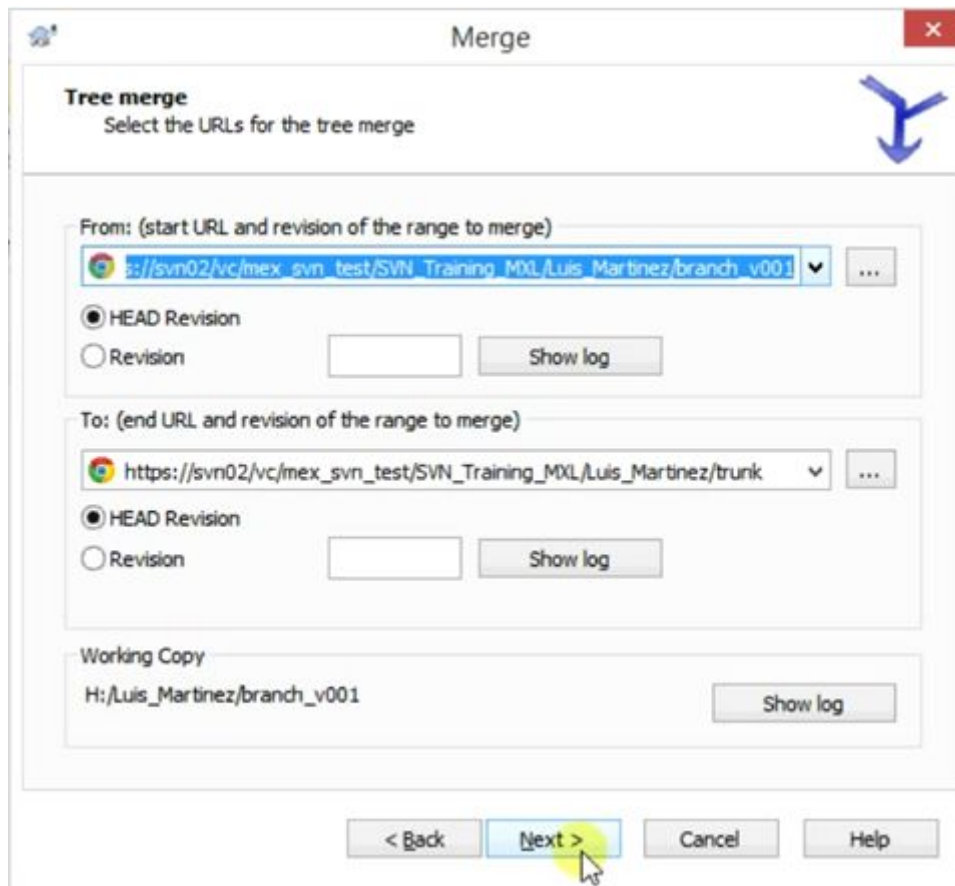 Merge
Tree merge
Select the URLs for the tree merge
From: (start URL and revision of the range to merge)
s://svn02/vc/mex_svn_test/SVN_Training_MXL/Luis_Martinez/branch_v001
...
HEAD Revision
Revision
Show log
To: (end URL and revision of the range to merge)
https://svn02/vc/mex_svn_test/SVN_Training_MXL/Luis_Martinez/trunk
...
HEAD Revision
Revision
Show log
Working Copy
H:/Luis_Martinez/branch_v001
Show log
< Back Next > Cancel Help